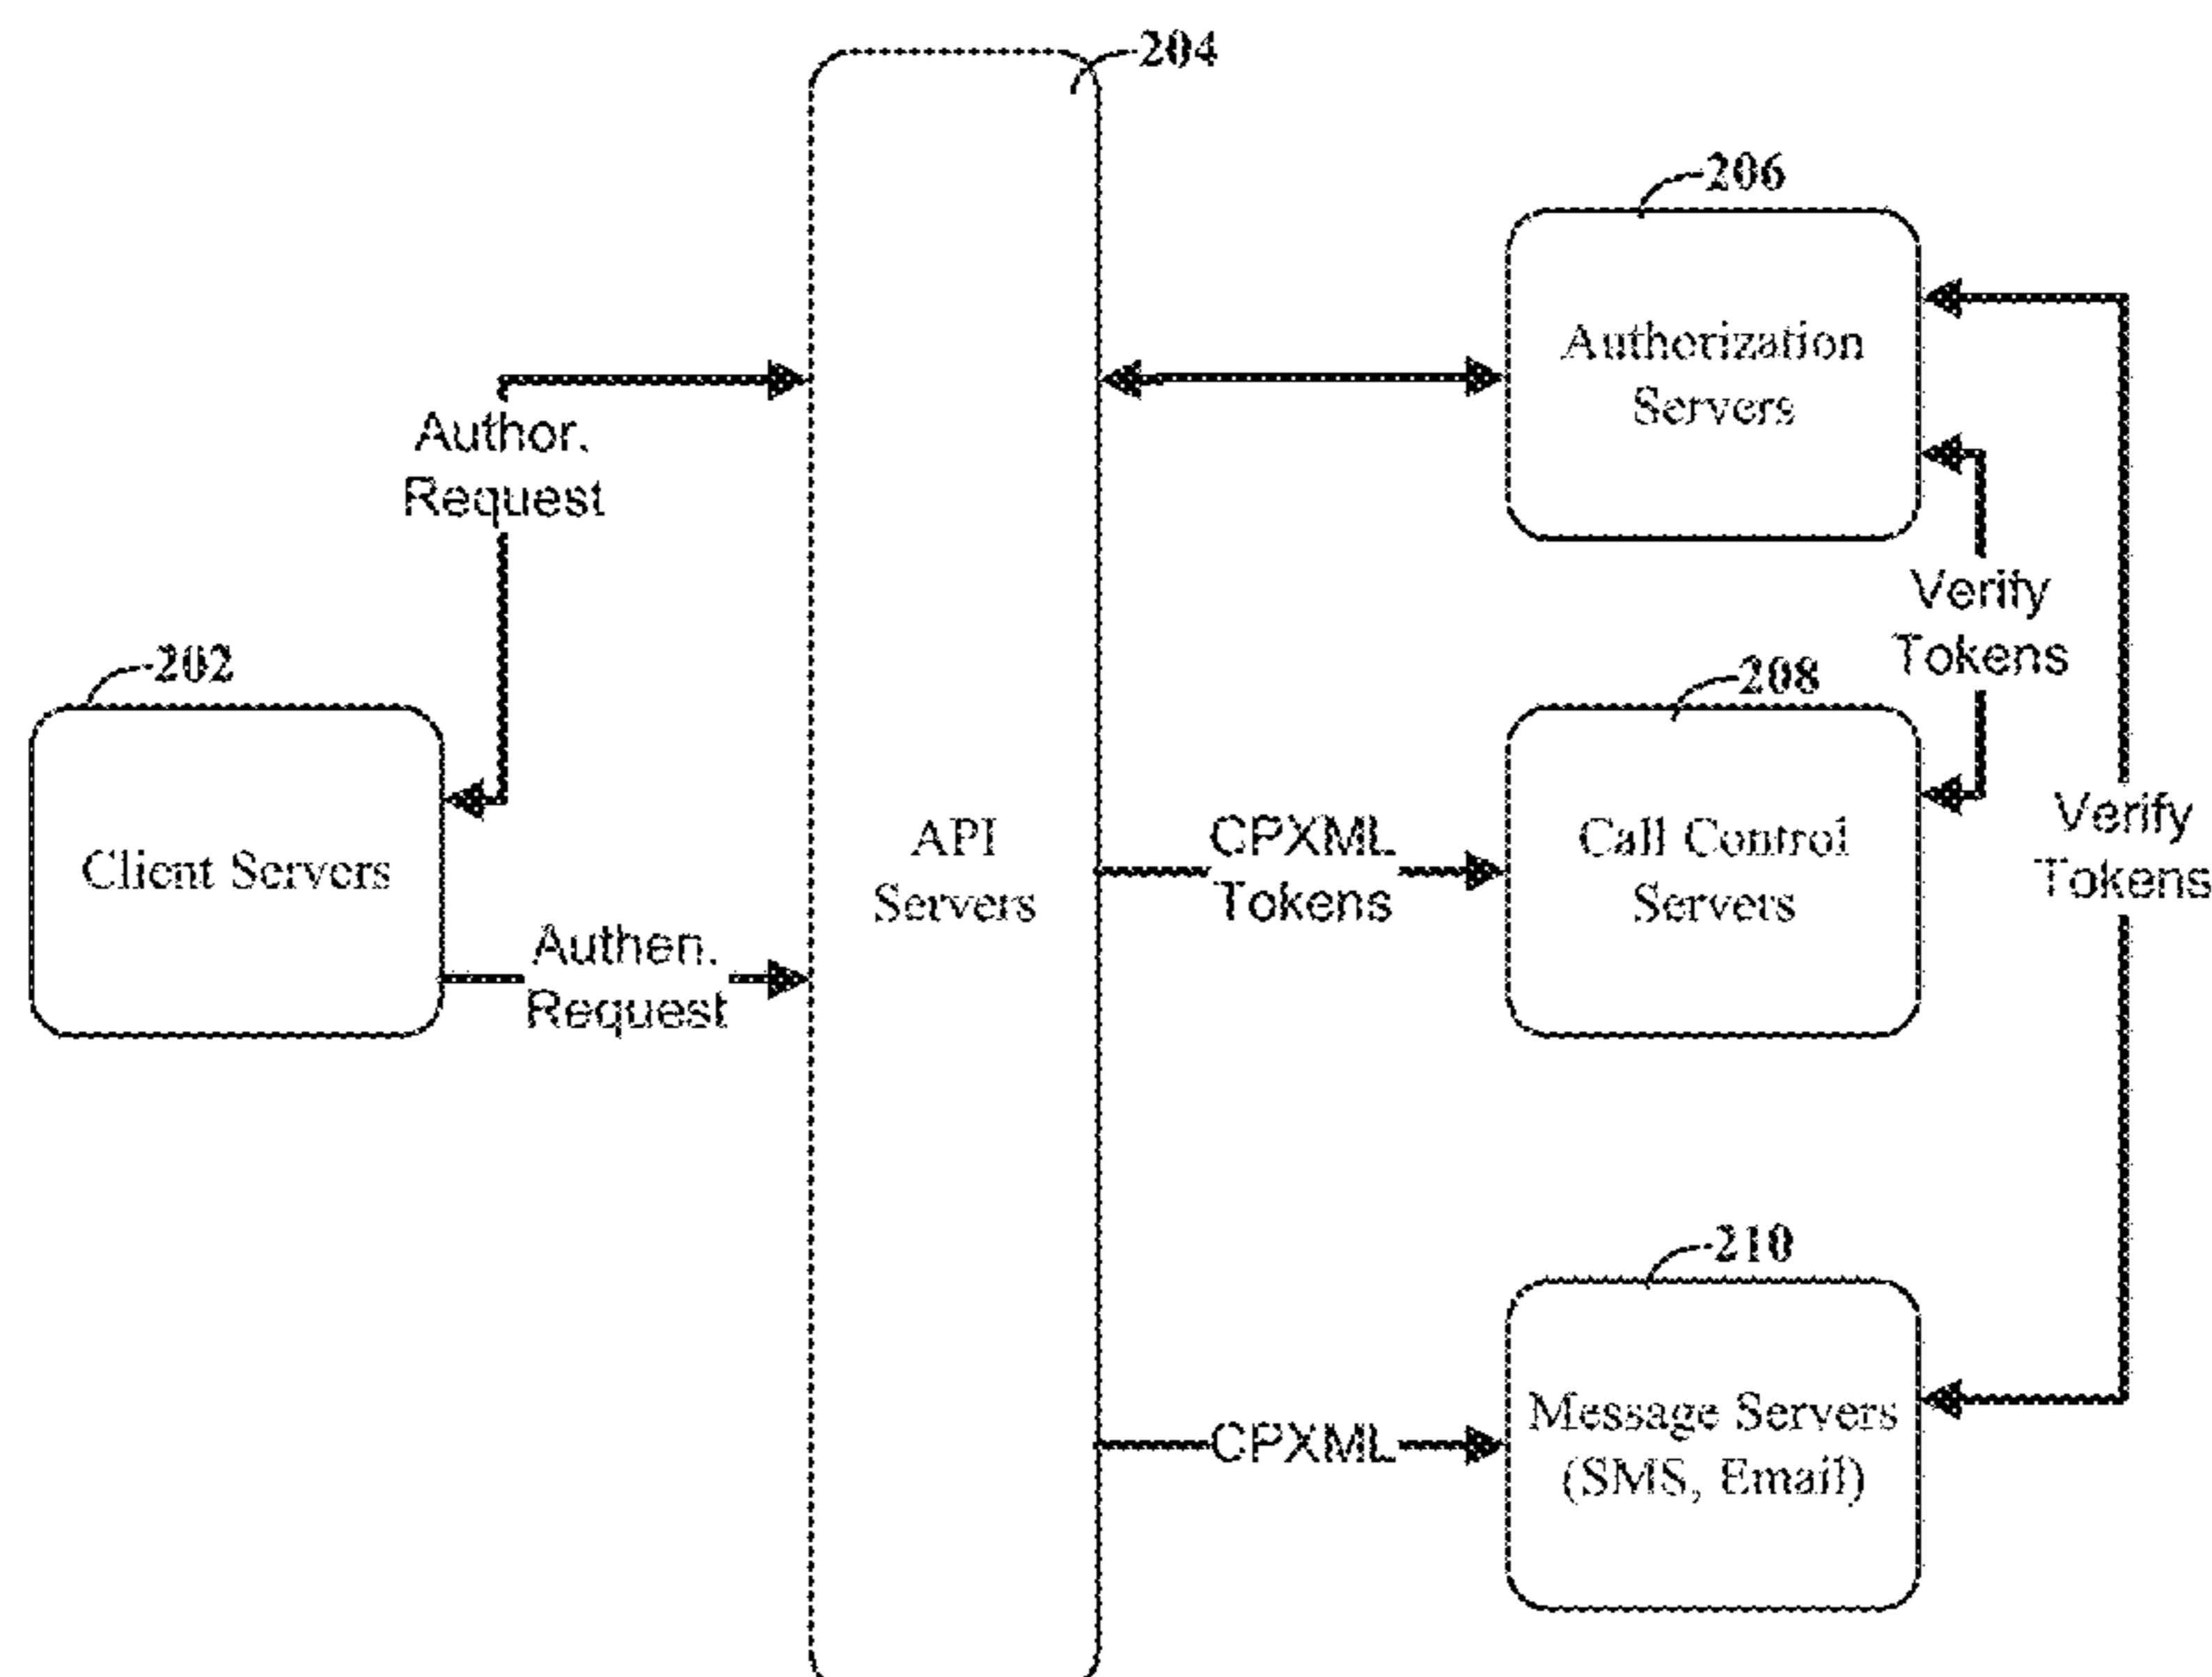 204
206
Authorization
Servers
Author.
Request
Verify
Tokens
202
208
Client Servers
API
Servers
CPXML
Tokens
Call Control
Servers
Verify
Tokens
Authen.
Request
210
Message Servers
(SMS, Email)
CPXML